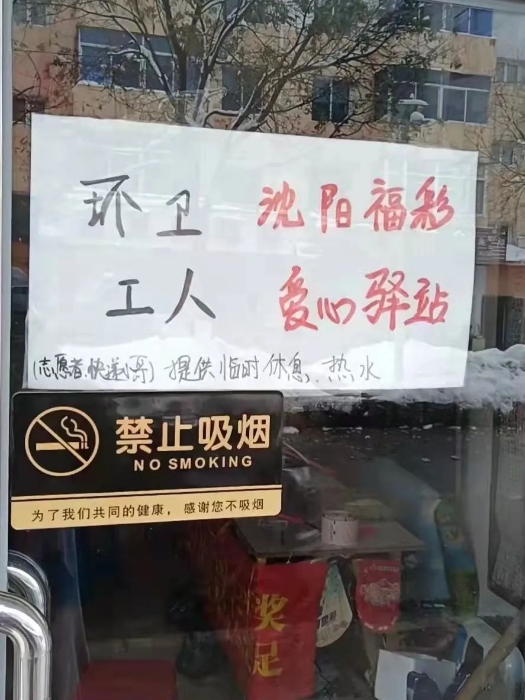 环卫 沈阳福彩
工人 爱心驿站
(志愿者.快递小哥) 提供临时休息.热水
禁止吸烟
NO SMOKING
为了我们共同的健康，感谢您不吸烟
奖
足